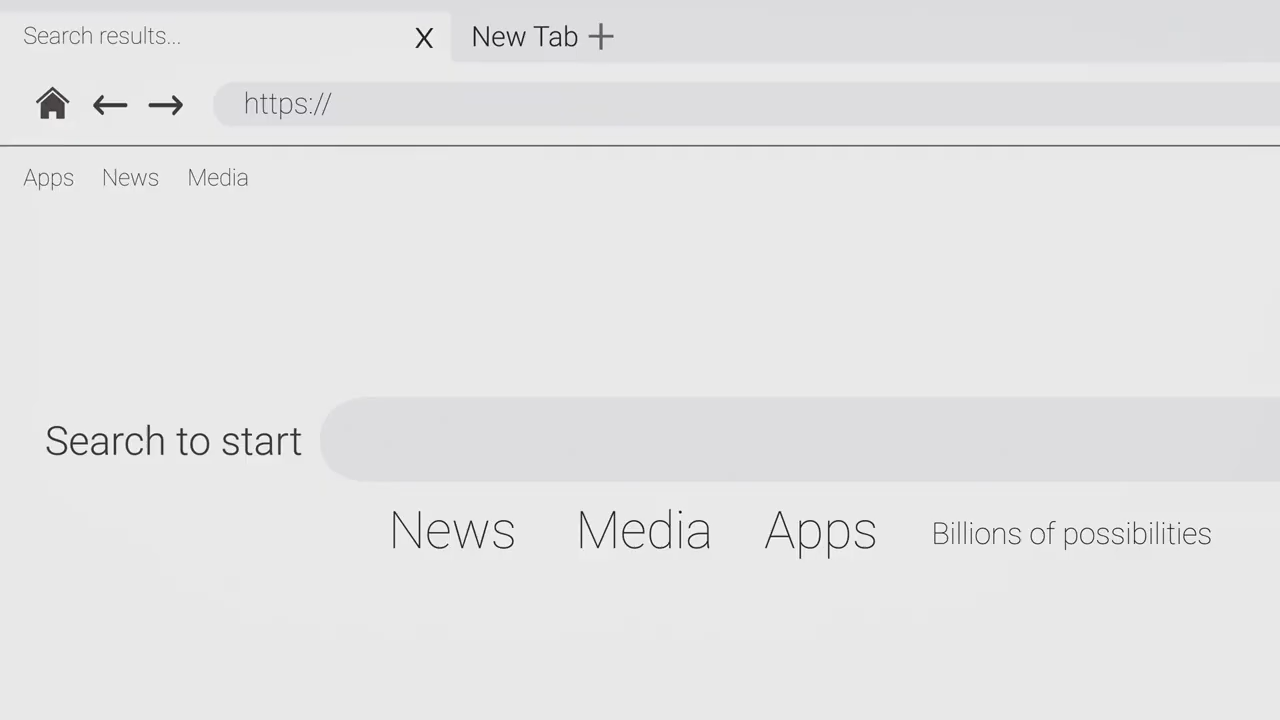 Search results... X New Tab +
https://
Apps News Media
Search to start
News Media Apps Billions of possibilities